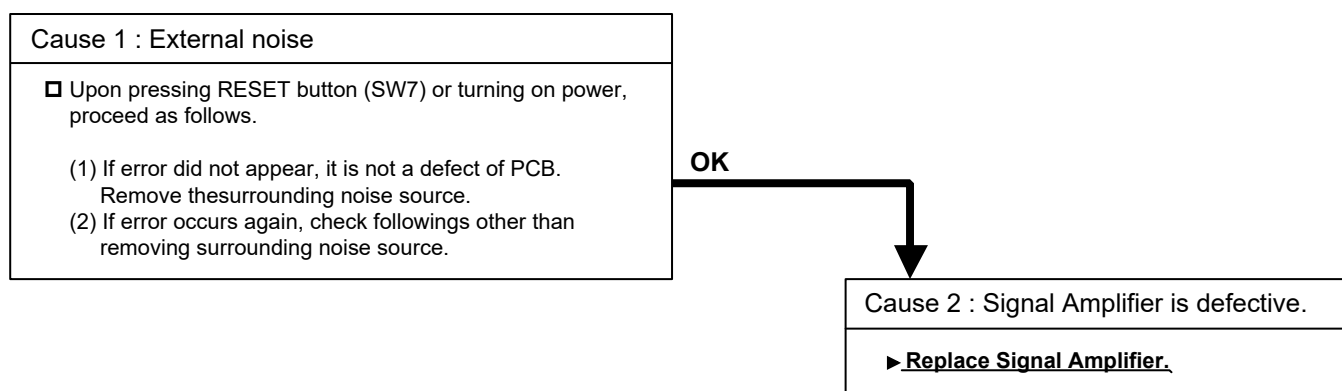 Cause 1 : External noise
Upon pressing RESET button (SW7) or turning on power,
proceed as follows.
(1) If error did not appear, it is not a defect of PCB.
Remove thesurrounding noise source.
(2) If error occurs again, check followings other than
removing surrounding noise source.
OK
Cause 2 : Signal Amplifier is defective.
►Replace Signal Amplifier.